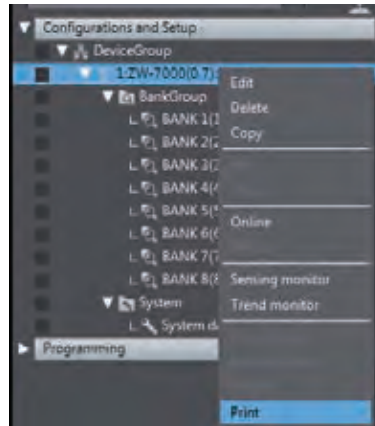 Configurations and Setup
DeviceGroup
1:ZW-7000(0.7)
BankGroup
BANK 1(1
BANK 2(2
BANK 3(3
BANK 4(4
BANK 5(
BANK 6(6
BANK 7(7
BANK 8(8
System
System d
Programming
Edit
Delete
Copy
Online
Sensing monitor
Trend monitor
Print